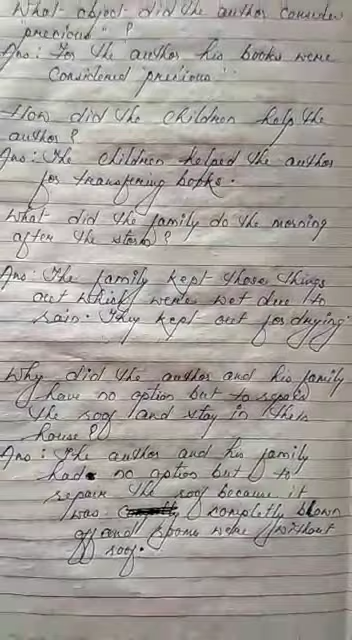 What object did the author consider
"precious"?
Ans: For the author his books were
Considered "precious".
How did the children help the
author?
Ans: The children helped the author
for transfering books.
What did the family do the morning
after the storm?
Ans: The family kept those things
out which were wet due to
rain. They kept out for drying.
Why did the author and his family
have no option but to repair
the roof and stay in their
house?
Ans: The author and his family
had no option but to
repair the roof because it
was completly blown
off and rooms were without
roof.